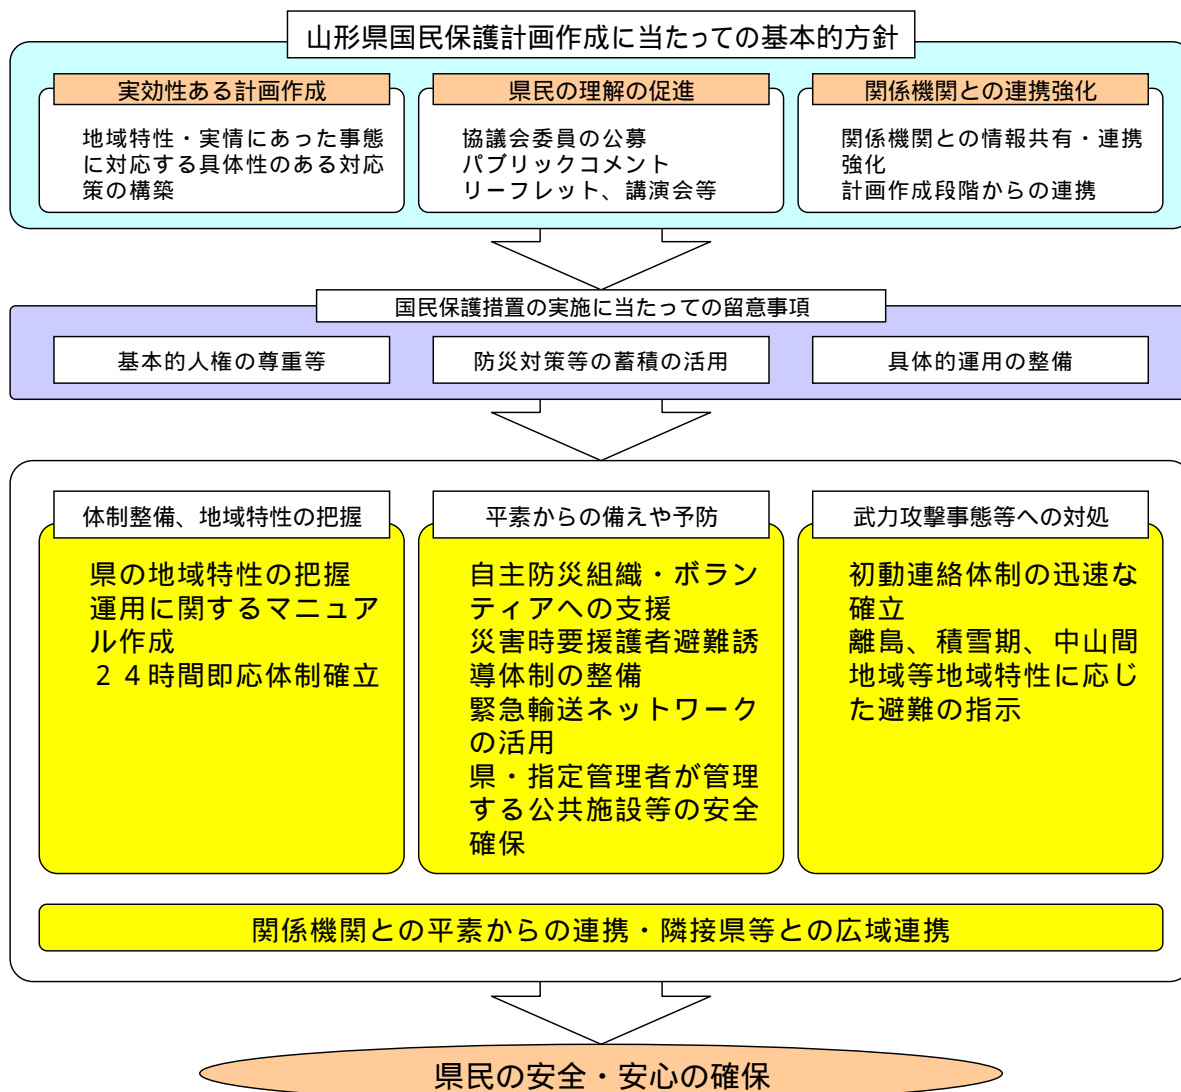 山形県国民保護計画作成に当たっての基本的方針
実効性ある計画作成
地域特性・実情にあった事態
に対応する具体性のある対応
策の構築
県民の理解の促進
協議会委員の公募
パブリックコメント
リーフレット、講演会等
関係機関との連携強化
関係機関との情報共有・連携
強化
計画作成段階からの連携
国民保護措置の実施に当たっての留意事項
基本的人権の尊重等
防災対策等の蓄積の活用
具体的運用の整備
体制整備、地域特性の把握
県の地域特性の把握
運用に関するマニュア
ル作成
２４時間即応体制確立
平素からの備えや予防
自主防災組織・ボラン
ティアへの支援
災害時要援護者避難誘
導体制の整備
緊急輸送ネットワーク
の活用
県・指定管理者が管理
する公共施設等の安全
確保
武力攻撃事態等への対処
初動連絡体制の迅速な
確立
離島、積雪期、中山間
地域等地域特性に応じ
た避難の指示
関係機関との平素からの連携・隣接県等との広域連携
県民の安全・安心の確保